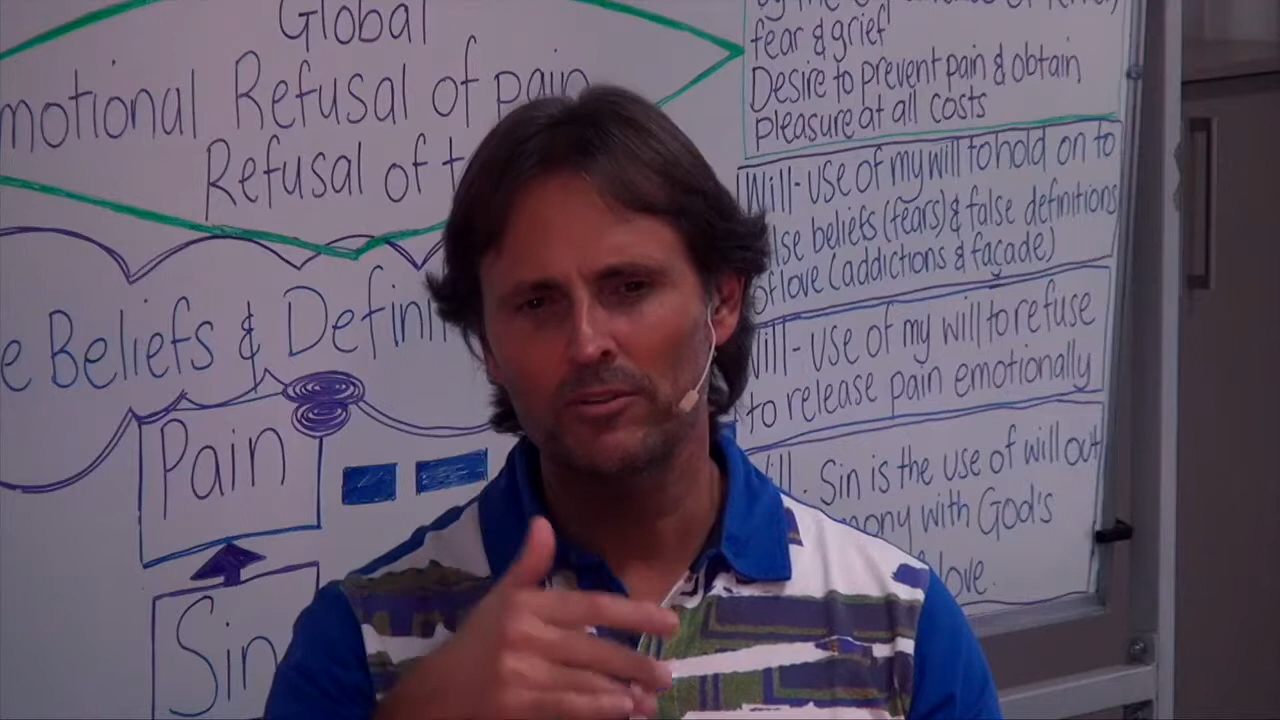 Global
motional Refusal of pain
Refusal of t
e Beliefs & Defini
Pain
Sin
fear & grief
Desire to prevent pain & obtain
pleasure at all costs
Will - use of my will to hold on to
lse beliefs (fears) & false definitions
of love (addictions & façade)
Will - use of my will to refuse
to release pain emotionally
Will. Sin is the use of will out
mony with God's
love.